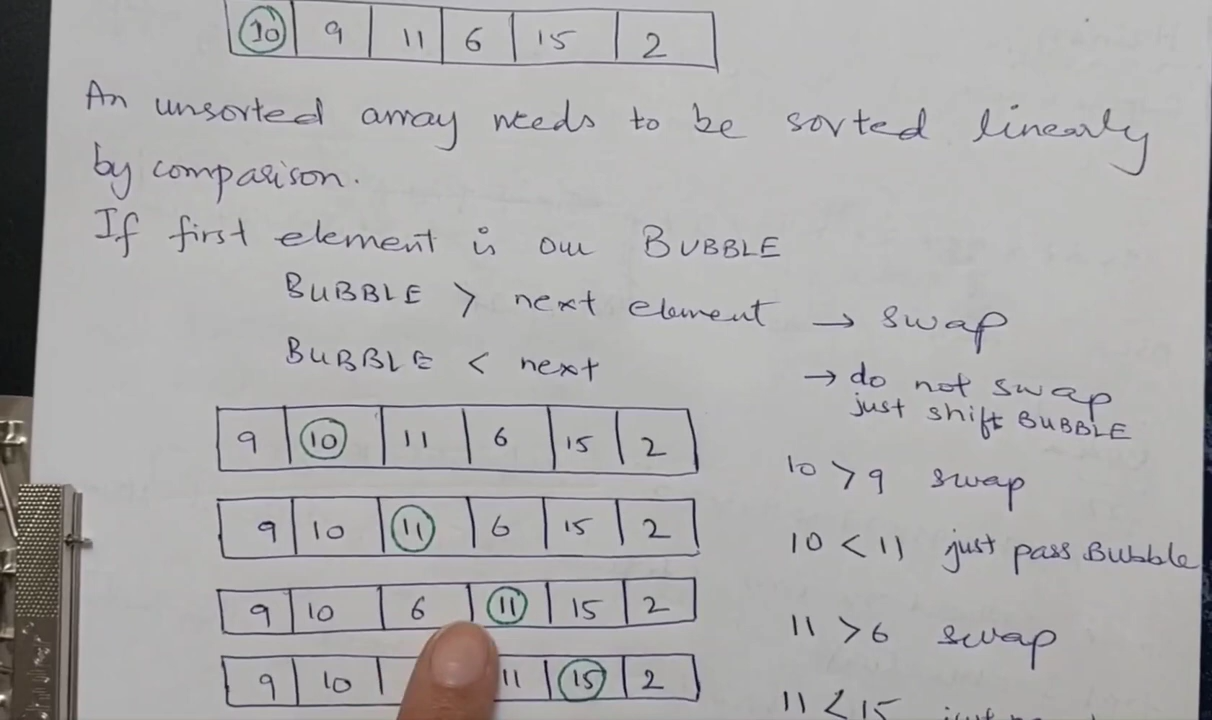 10 9 11 6 15 2
An unsorted array needs to be sorted linearly
by comparison.
If first element is our BUBBLE
BUBBLE > next element → swap
BUBBLE < next → do not swap
just shift BUBBLE
9 10 11 6 15 2 10 > 9 swap
9 10 11 6 15 2 10 < 11 just pass Bubble
9 10 6 11 15 2 11 > 6 swap
9 10 11 15 2 11 < 15 just